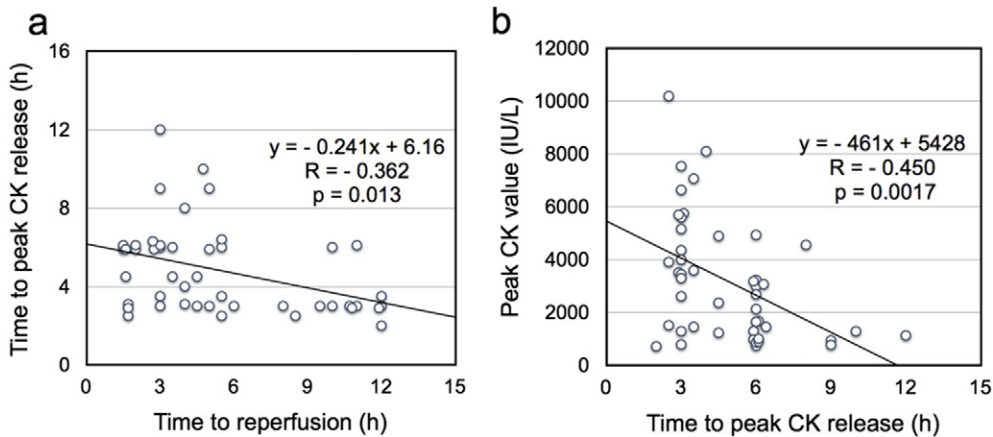 a
Time to peak CK release (h)
16
12
8
4
0
y = - 0.241x + 6.16
R = - 0.362
p = 0.013
0 3 6 9 12 15
Time to reperfusion (h)
b
Peak CK value (IU/L)
12000
10000
8000
6000
4000
2000
0
y = - 461x + 5428
R = - 0.450
p = 0.0017
0 3 6 9 12 15
Time to peak CK release (h)